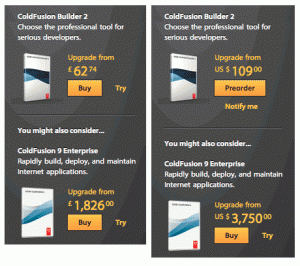 ColdFusion Builder 2
Choose the professional tool for
serious developers.
Upgrade from
£ 62 74
Buy Try
You might also consider...
ColdFusion 9 Enterprise
Rapidly build, deploy, and maintain
Internet applications.
Upgrade from
£ 1,826 00
Buy Try
ColdFusion Builder 2
Choose the professional tool for
serious developers.
Upgrade from
US $ 109 00
Preorder
Notify me
You might also consider...
ColdFusion 9 Enterprise
Rapidly build, deploy, and maintain
Internet applications.
Upgrade from
US $ 3,750 00
Buy Try